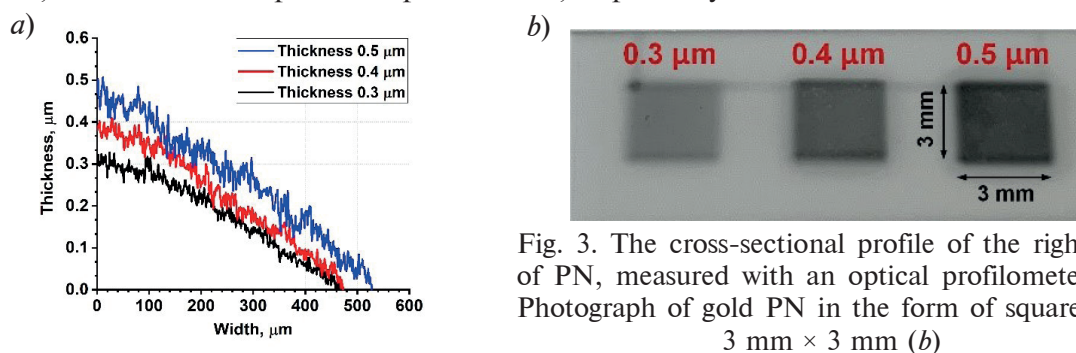 a)
0.6
0.5
0.4
0.3
0.2
0.1
0.0
Thickness, µm
Thickness 0.5 µm
Thickness 0.4 µm
Thickness 0.3 µm
0 100 200 300 400 500 600
Width, µm
b)
0.3 µm 0.4 µm 0.5 µm
3 mm
3 mm
Fig. 3. The cross-sectional profile of the righ
of PN, measured with an optical profilomete
Photograph of gold PN in the form of square
3 mm × 3 mm (b)